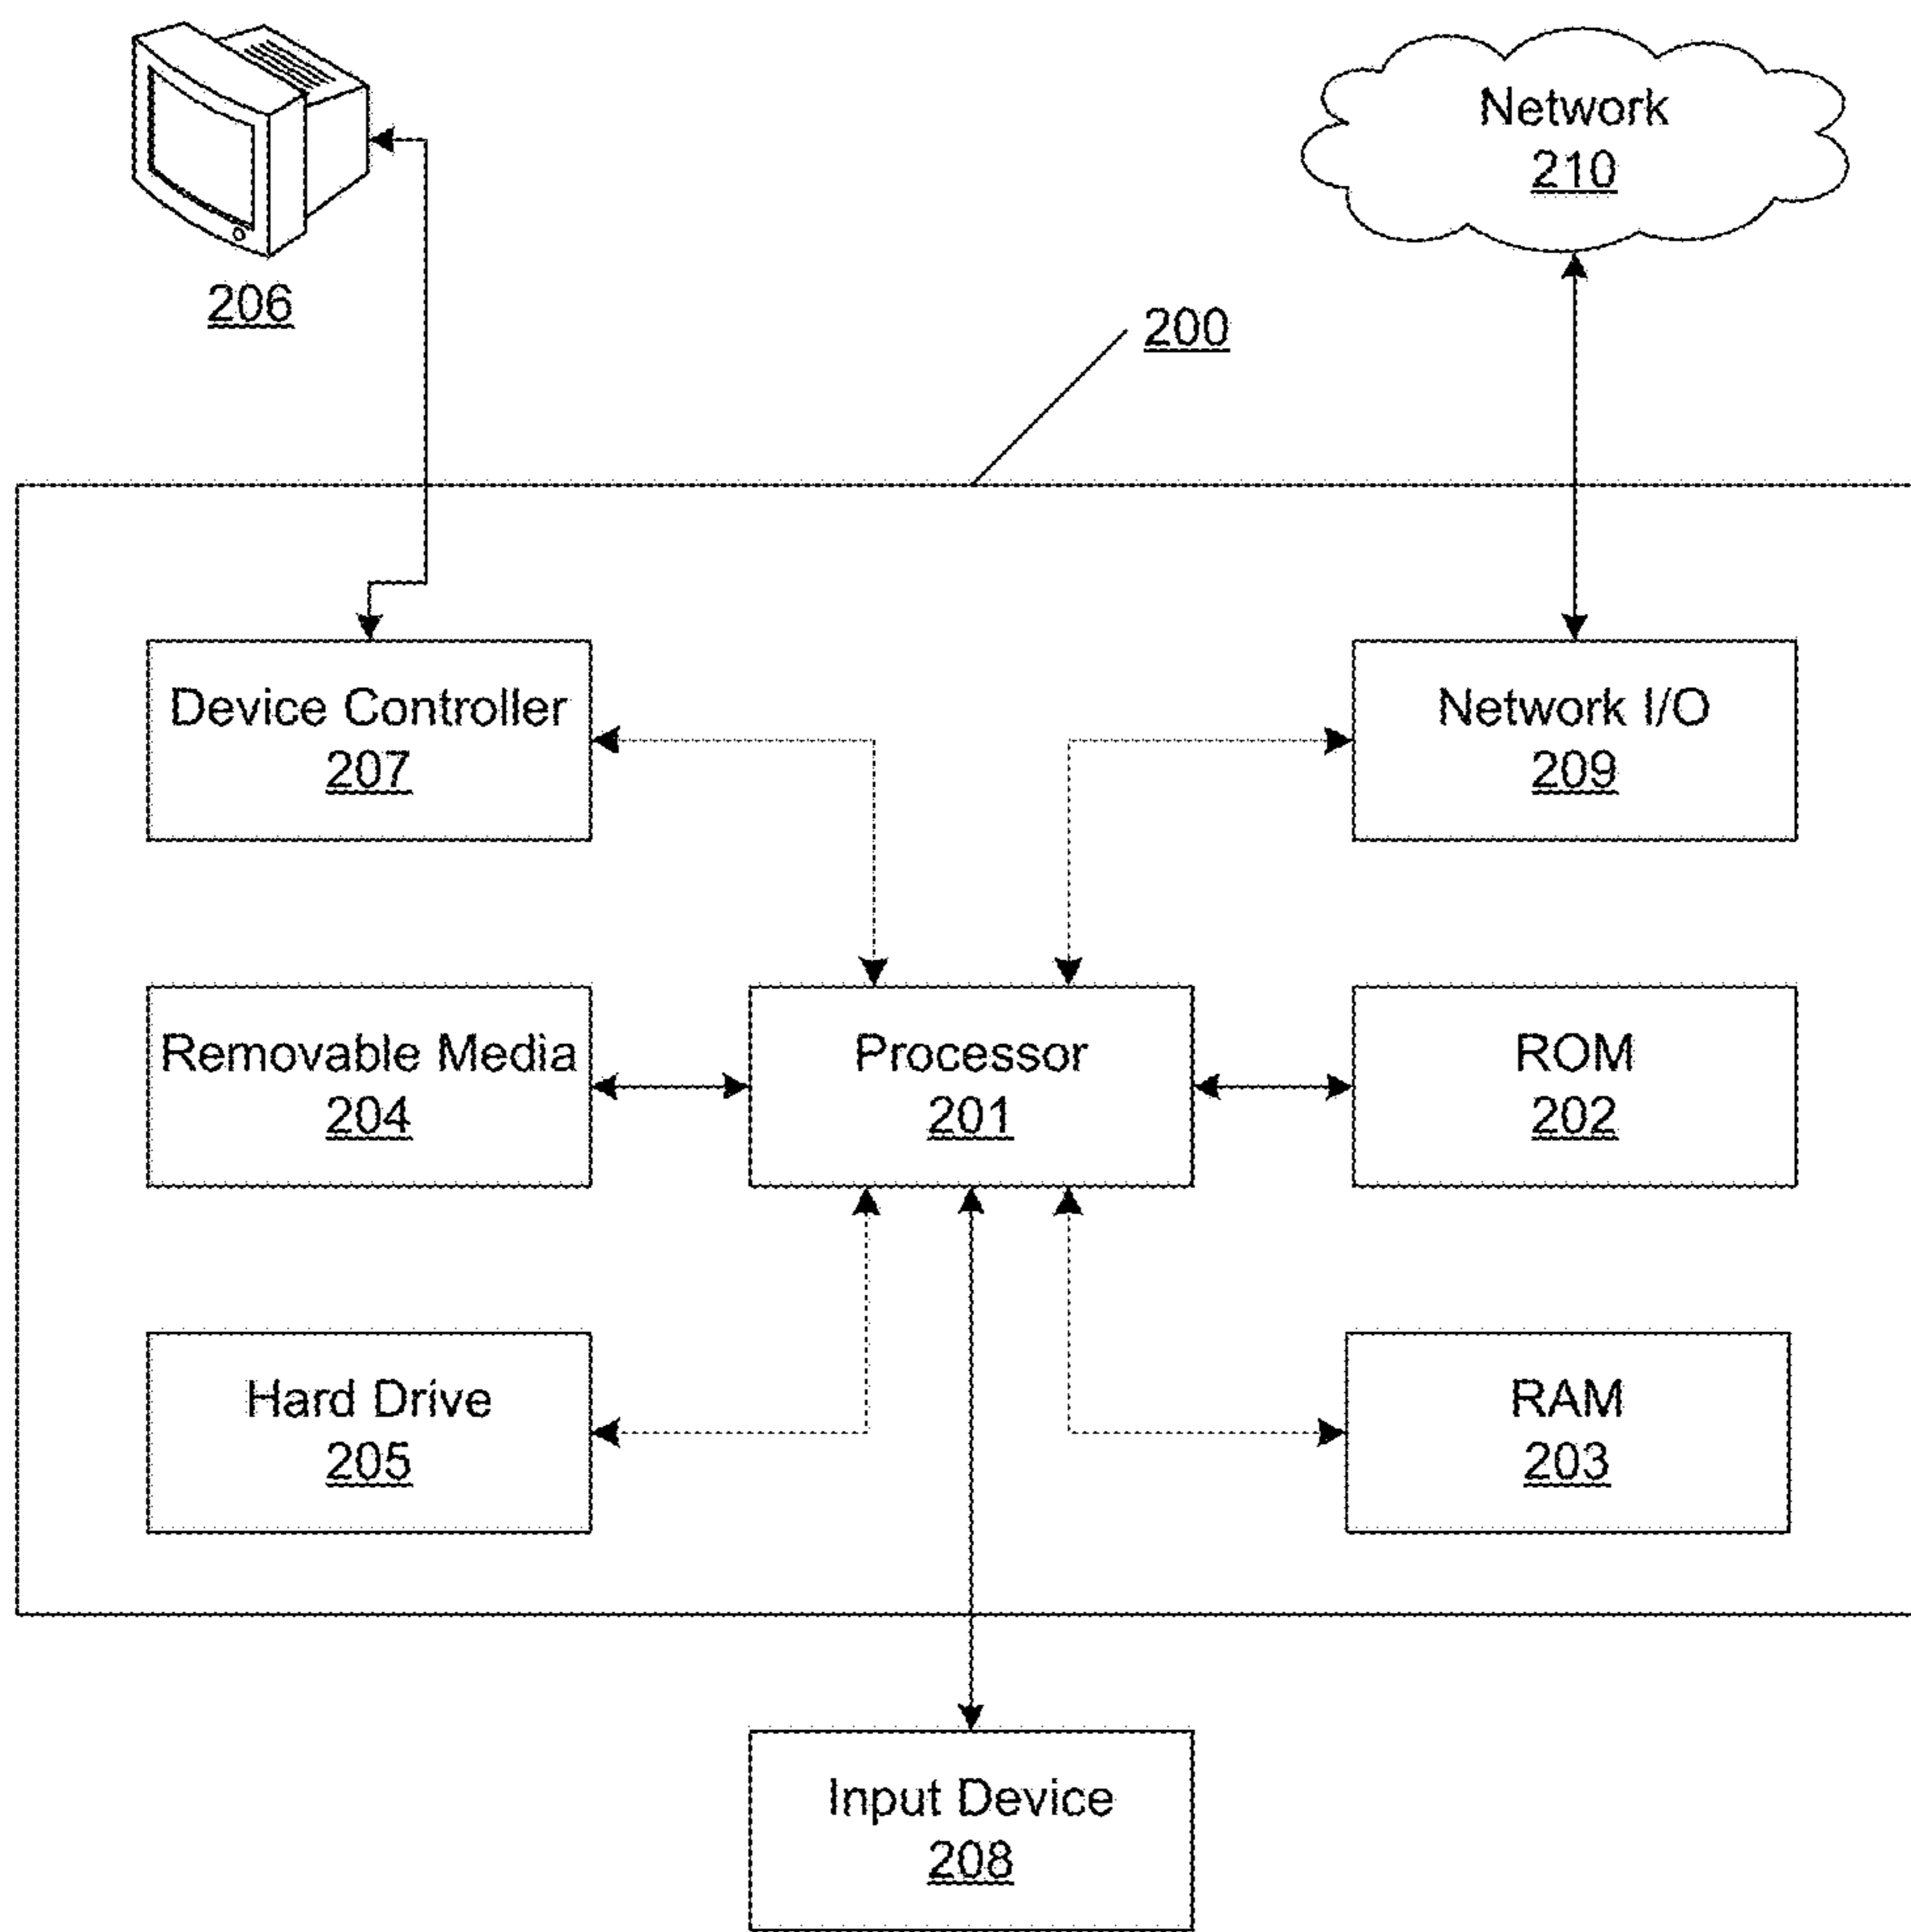 Network
210
206
200
Device Controller
207
Network I/O
209
Removable Media
204
Processor
201
ROM
202
Hard Drive
205
RAM
203
Input Device
208